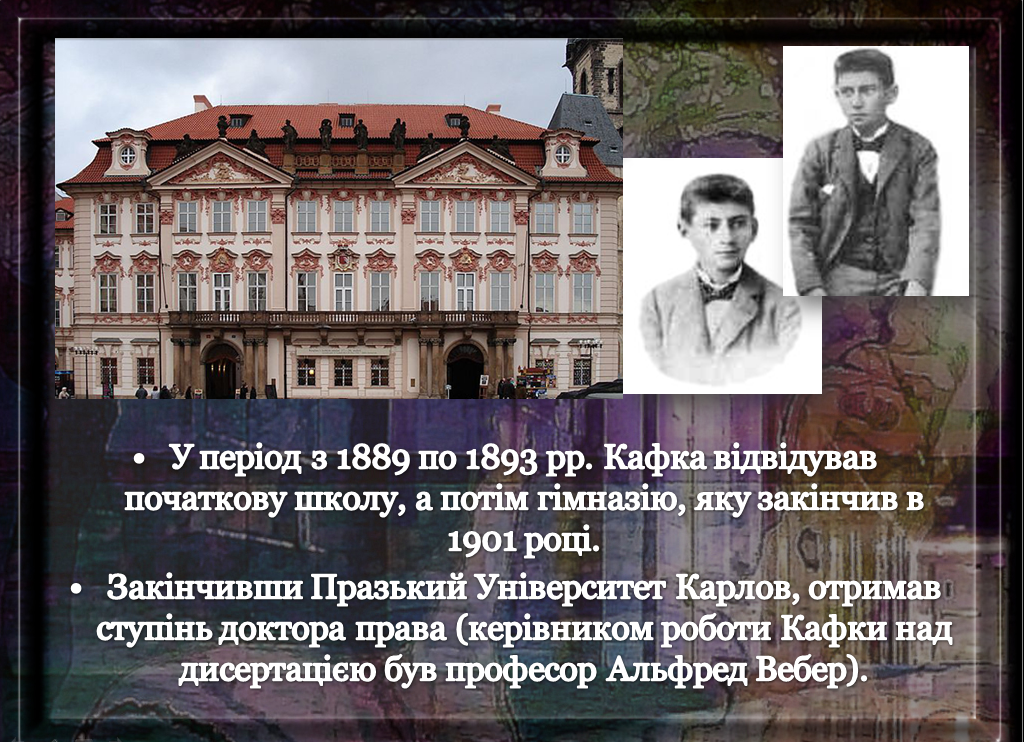 • У період з 1889 по 1893 рр. Кафка відвідував
початкову школу, а потім гімназію, яку закінчив в
1901 році.
• Закінчивши Празький Університет Карлов, отримав
ступінь доктора права (керівником роботи Кафки над
дисертацією був професор Альфред Вебер).